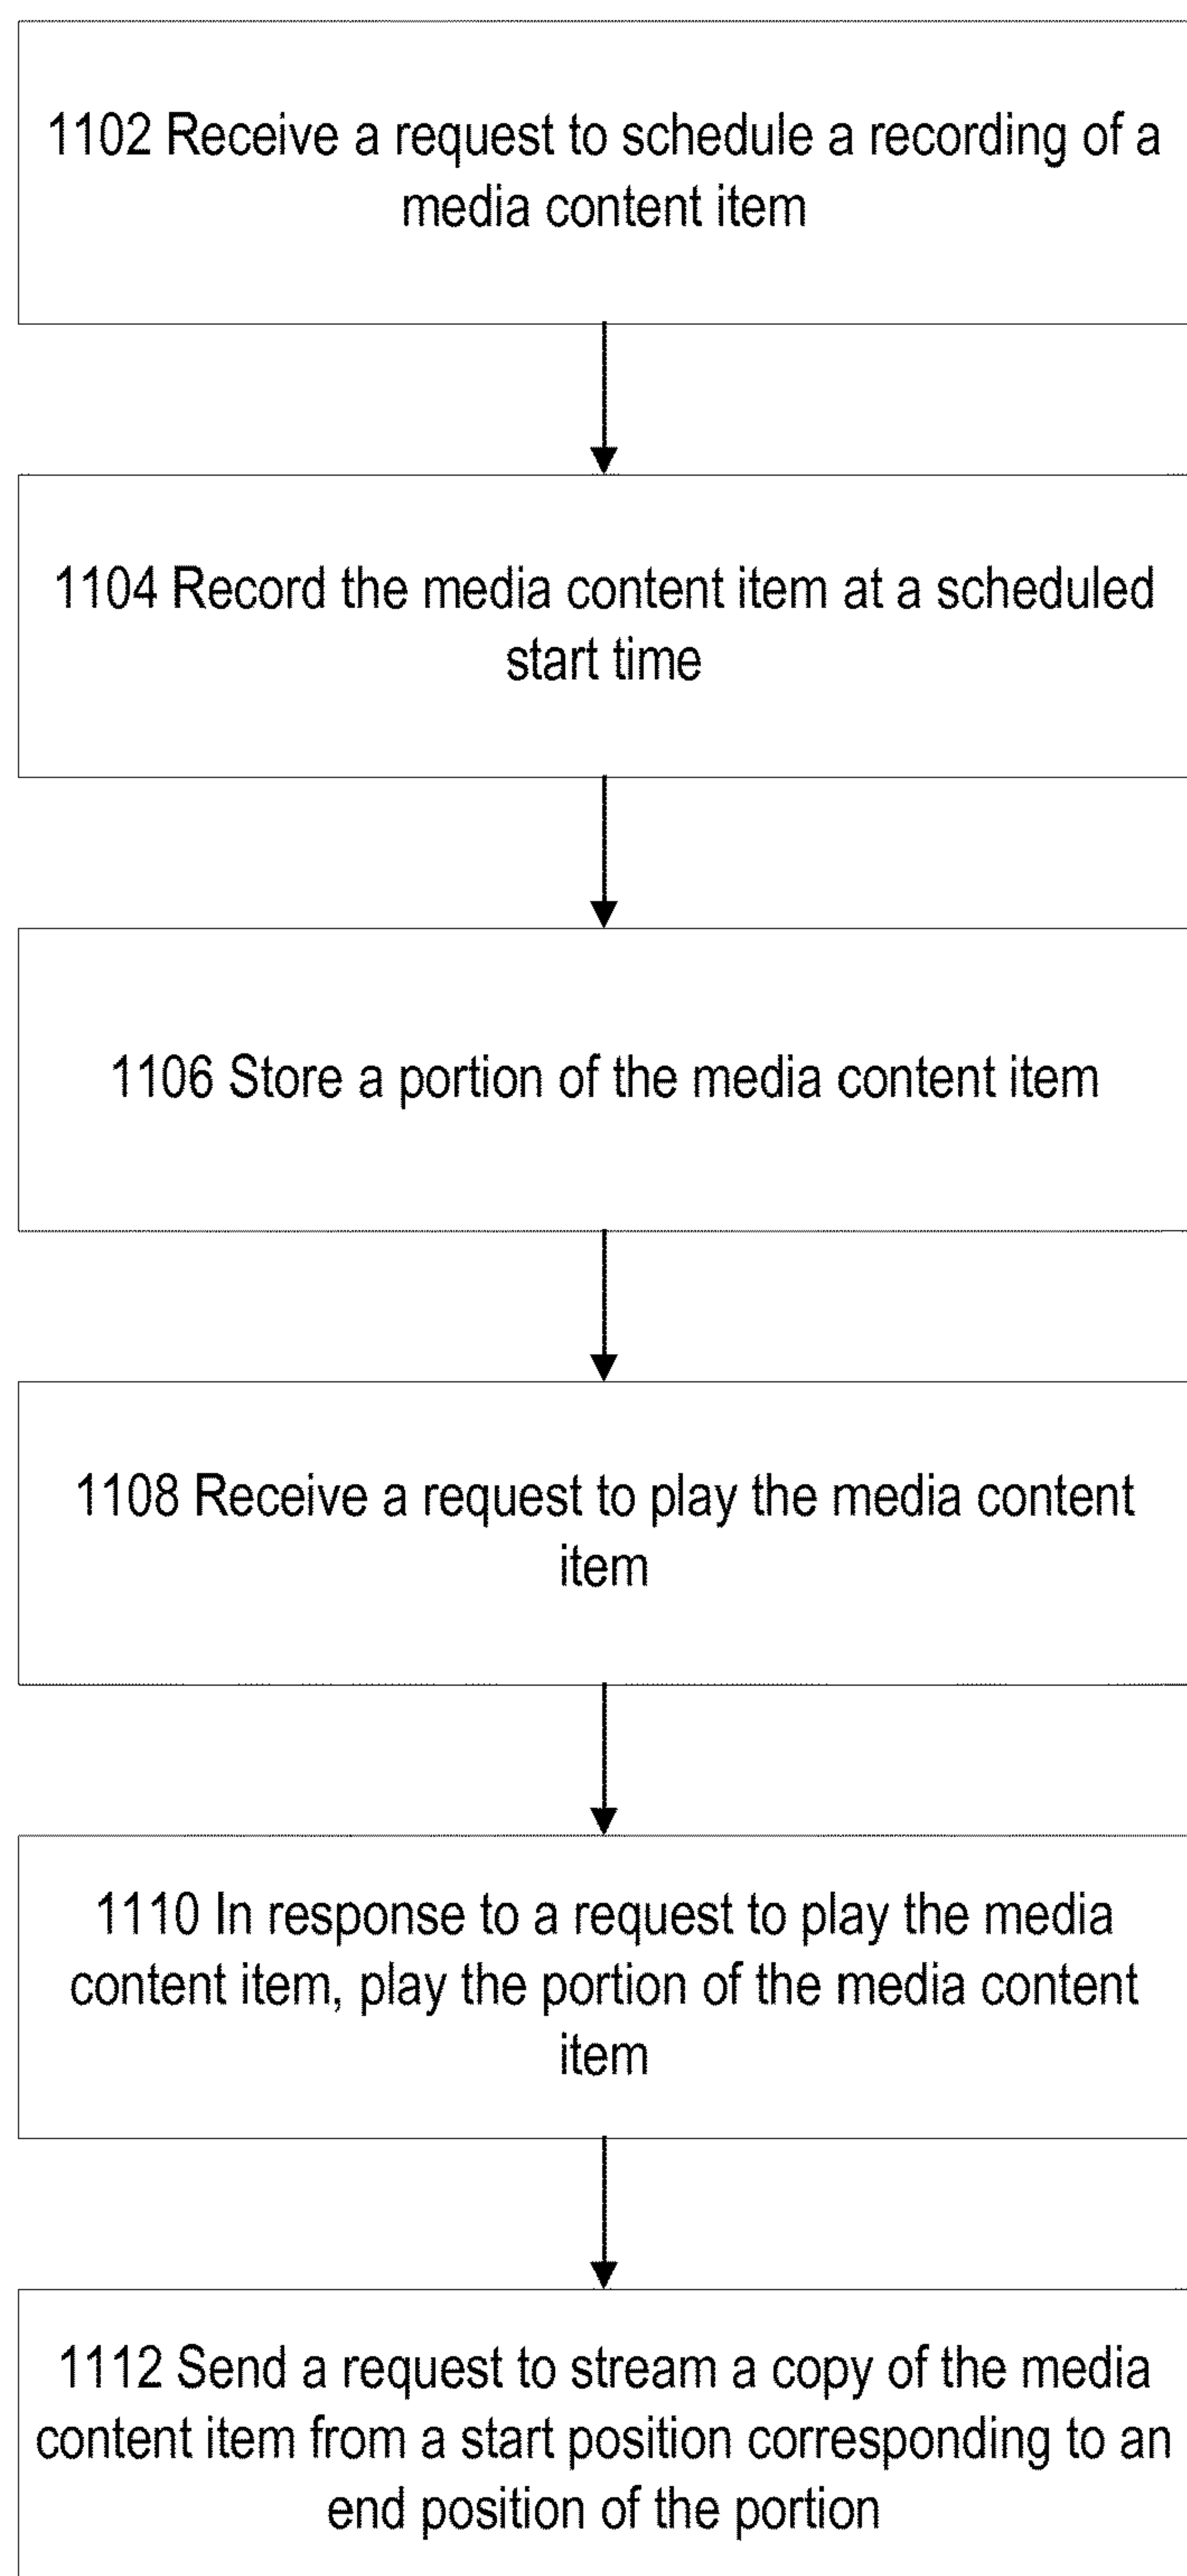 1102 Receive a request to schedule a recording of a
media content item
1104 Record the media content item at a scheduled
start time
1106 Store a portion of the media content item
1108 Receive a request to play the media content
item
1110 In response to a request to play the media
content item, play the portion of the media content
item
1112 Send a request to stream a copy of the media
content item from a start position corresponding to an
end position of the portion